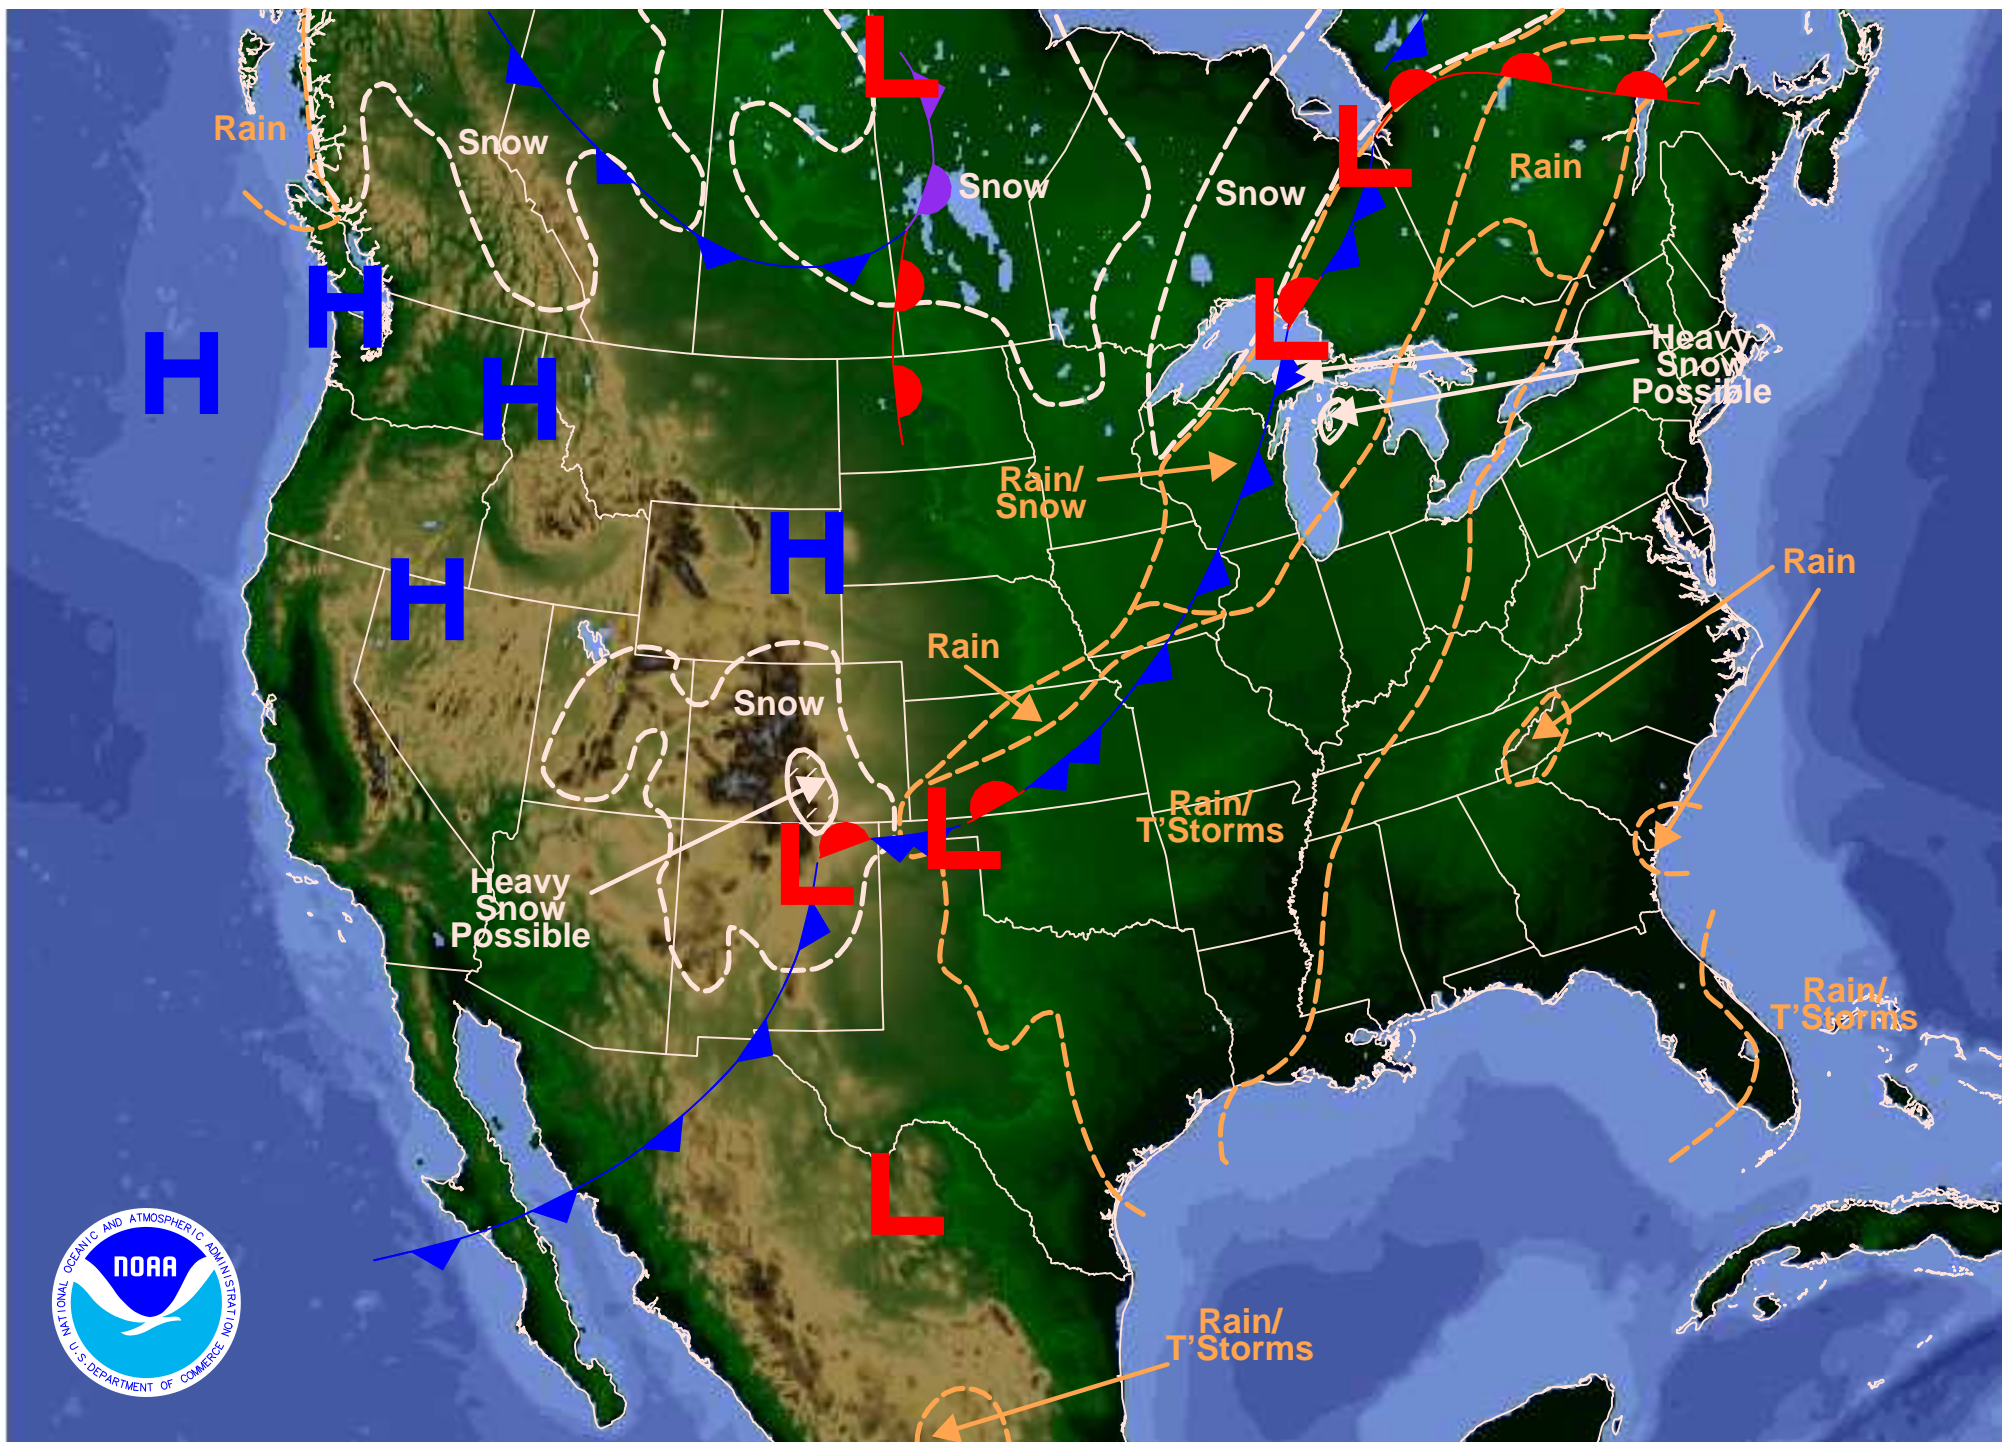 L
Rain
Snow
L
Rain
Snow
Snow
H
L
H
Heavy
Snow
Possible
H
Rain/
Snow
H
H
Rain
Rain
Snow
L
Rain/
T'Storms
L
Heavy
Snow
Possible
Rain/
T'Storms
L
Rain/
T'Storms
NATIONAL OCEANIC AND ATMOSPHERIC ADMINISTRATION
NOAA
U.S. DEPARTMENT OF COMMERCE